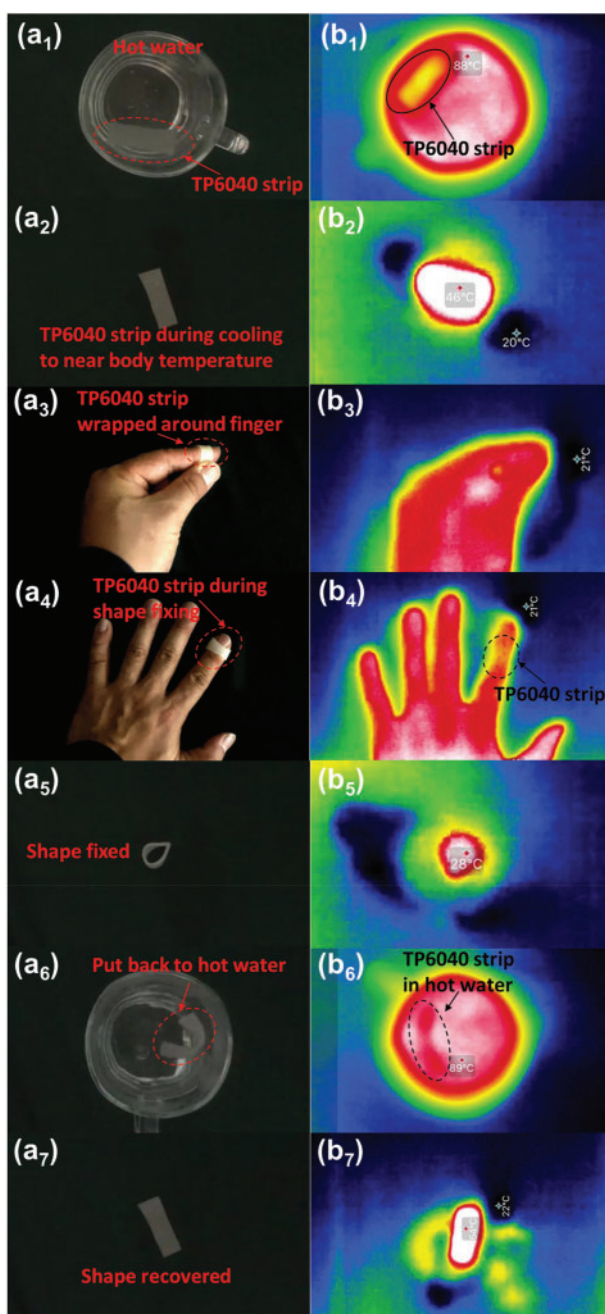 (a1)
Hot water
TP6040 strip
(b1)
88°C
TP6040 strip
(a2)
TP6040 strip during cooling
to near body temperature
(b2)
46°C
20°C
(a3)
TP6040 strip
wrapped around finger
(b3)
21°C
(a4)
TP6040 strip during
shape fixing
(b4)
21°C
TP6040 strip
(a5)
Shape fixed
(b5)
28°C
(a6)
Put back to hot water
(b6)
TP6040 strip
in hot water
89°C
(a7)
Shape recovered
(b7)
22°C